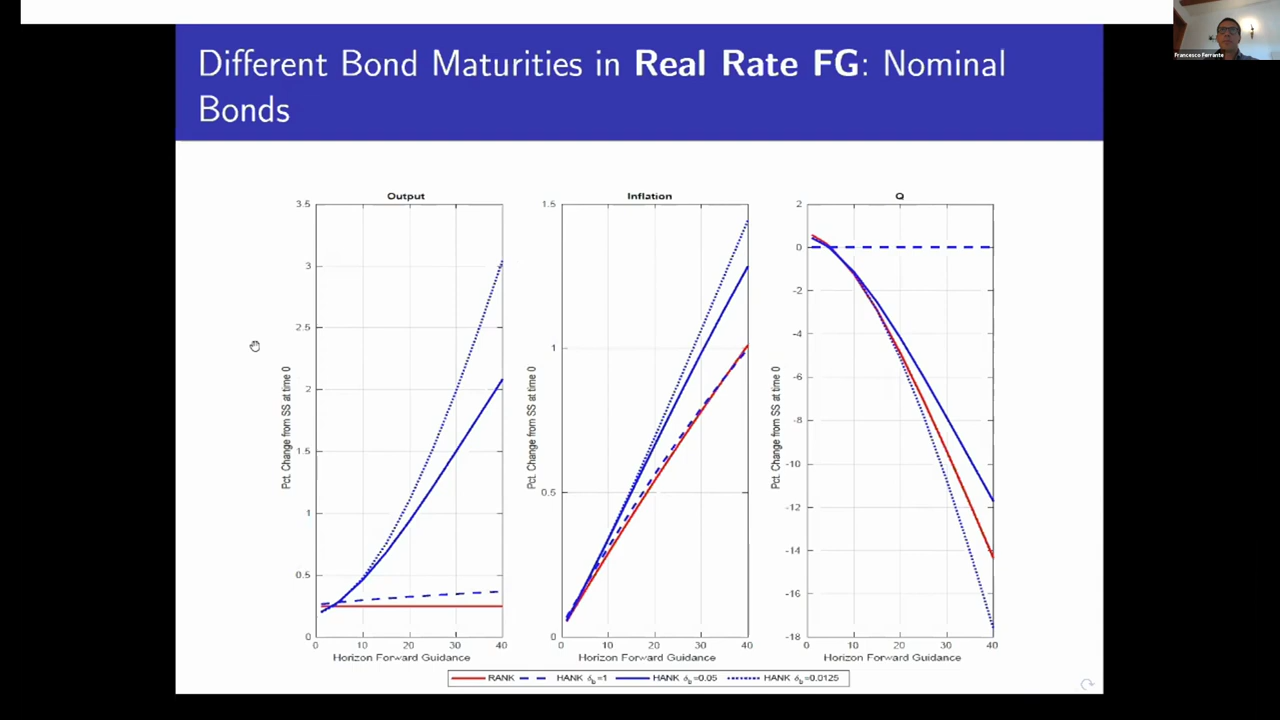 Different Bond Maturities in Real Rate FG: Nominal
Bonds
Francesco Ferrante
Output
Pct. Change from SS at time 0
3.5
3
2.5
2
1.5
1
0.5
0
0 10 20 30 40
Horizon Forward Guidance
Inflation
Pct. Change from SS at time 0
1.5
1
0.5
0
0 10 20 30 40
Horizon Forward Guidance
Q
Pct. Change from SS at time 0
2
0
-2
-4
-6
-8
-10
-12
-14
-16
-18
0 10 20 30 40
Horizon Forward Guidance
RANK HANK δb=1 HANK δb=0.05 HANK δb=0.0125